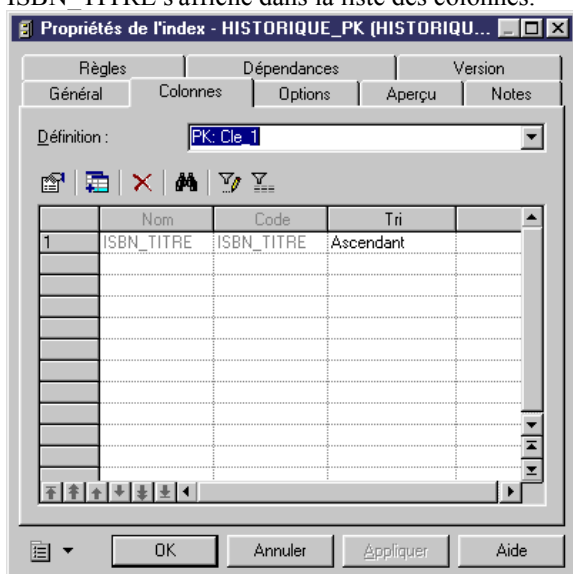 ISBN_TITRE s'affiche dans la liste des colonnes.
Propriétés de l'index - HISTORIQUE_PK (HISTORIQU...
Règles Dépendances Version
Général Colonnes Options Aperçu Notes
Définition : PK: Cle_1
Nom Code Tri
1 ISBN_TITRE ISBN_TITRE Ascendant
OK Annuler Appliquer Aide